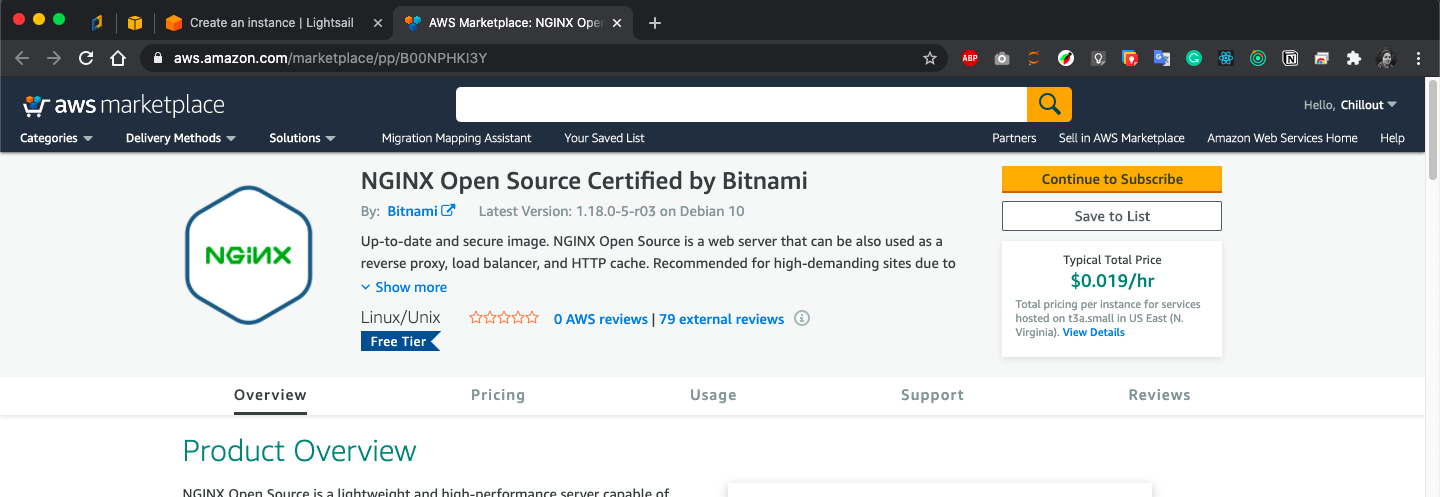 Create an instance | Lightsail
AWS Marketplace: NGINX Oper
aws.amazon.com/marketplace/pp/B00NPHKI3Y
ABP
aws marketplace
Hello, Chillout
Categories Delivery Methods Solutions Migration Mapping Assistant Your Saved List Partners Sell in AWS Marketplace Amazon Web Services Home Help
NGINX
NGINX Open Source Certified by Bitnami
By: Bitnami Latest Version: 1.18.0-5-r03 on Debian 10
Up-to-date and secure image. NGINX Open Source is a web server that can be also used as a
reverse proxy, load balancer, and HTTP cache. Recommended for high-demanding sites due to
Show more
Linux/Unix
0 AWS reviews | 79 external reviews
Free Tier
Continue to Subscribe
Save to List
Typical Total Price
$0.019/hr
Total pricing per instance for services
hosted on t3a.small in US East (N.
Virginia). View Details
Overview Pricing Usage Support Reviews
Product Overview
NGINX Open Source is a lightweight and high-performance server capable of